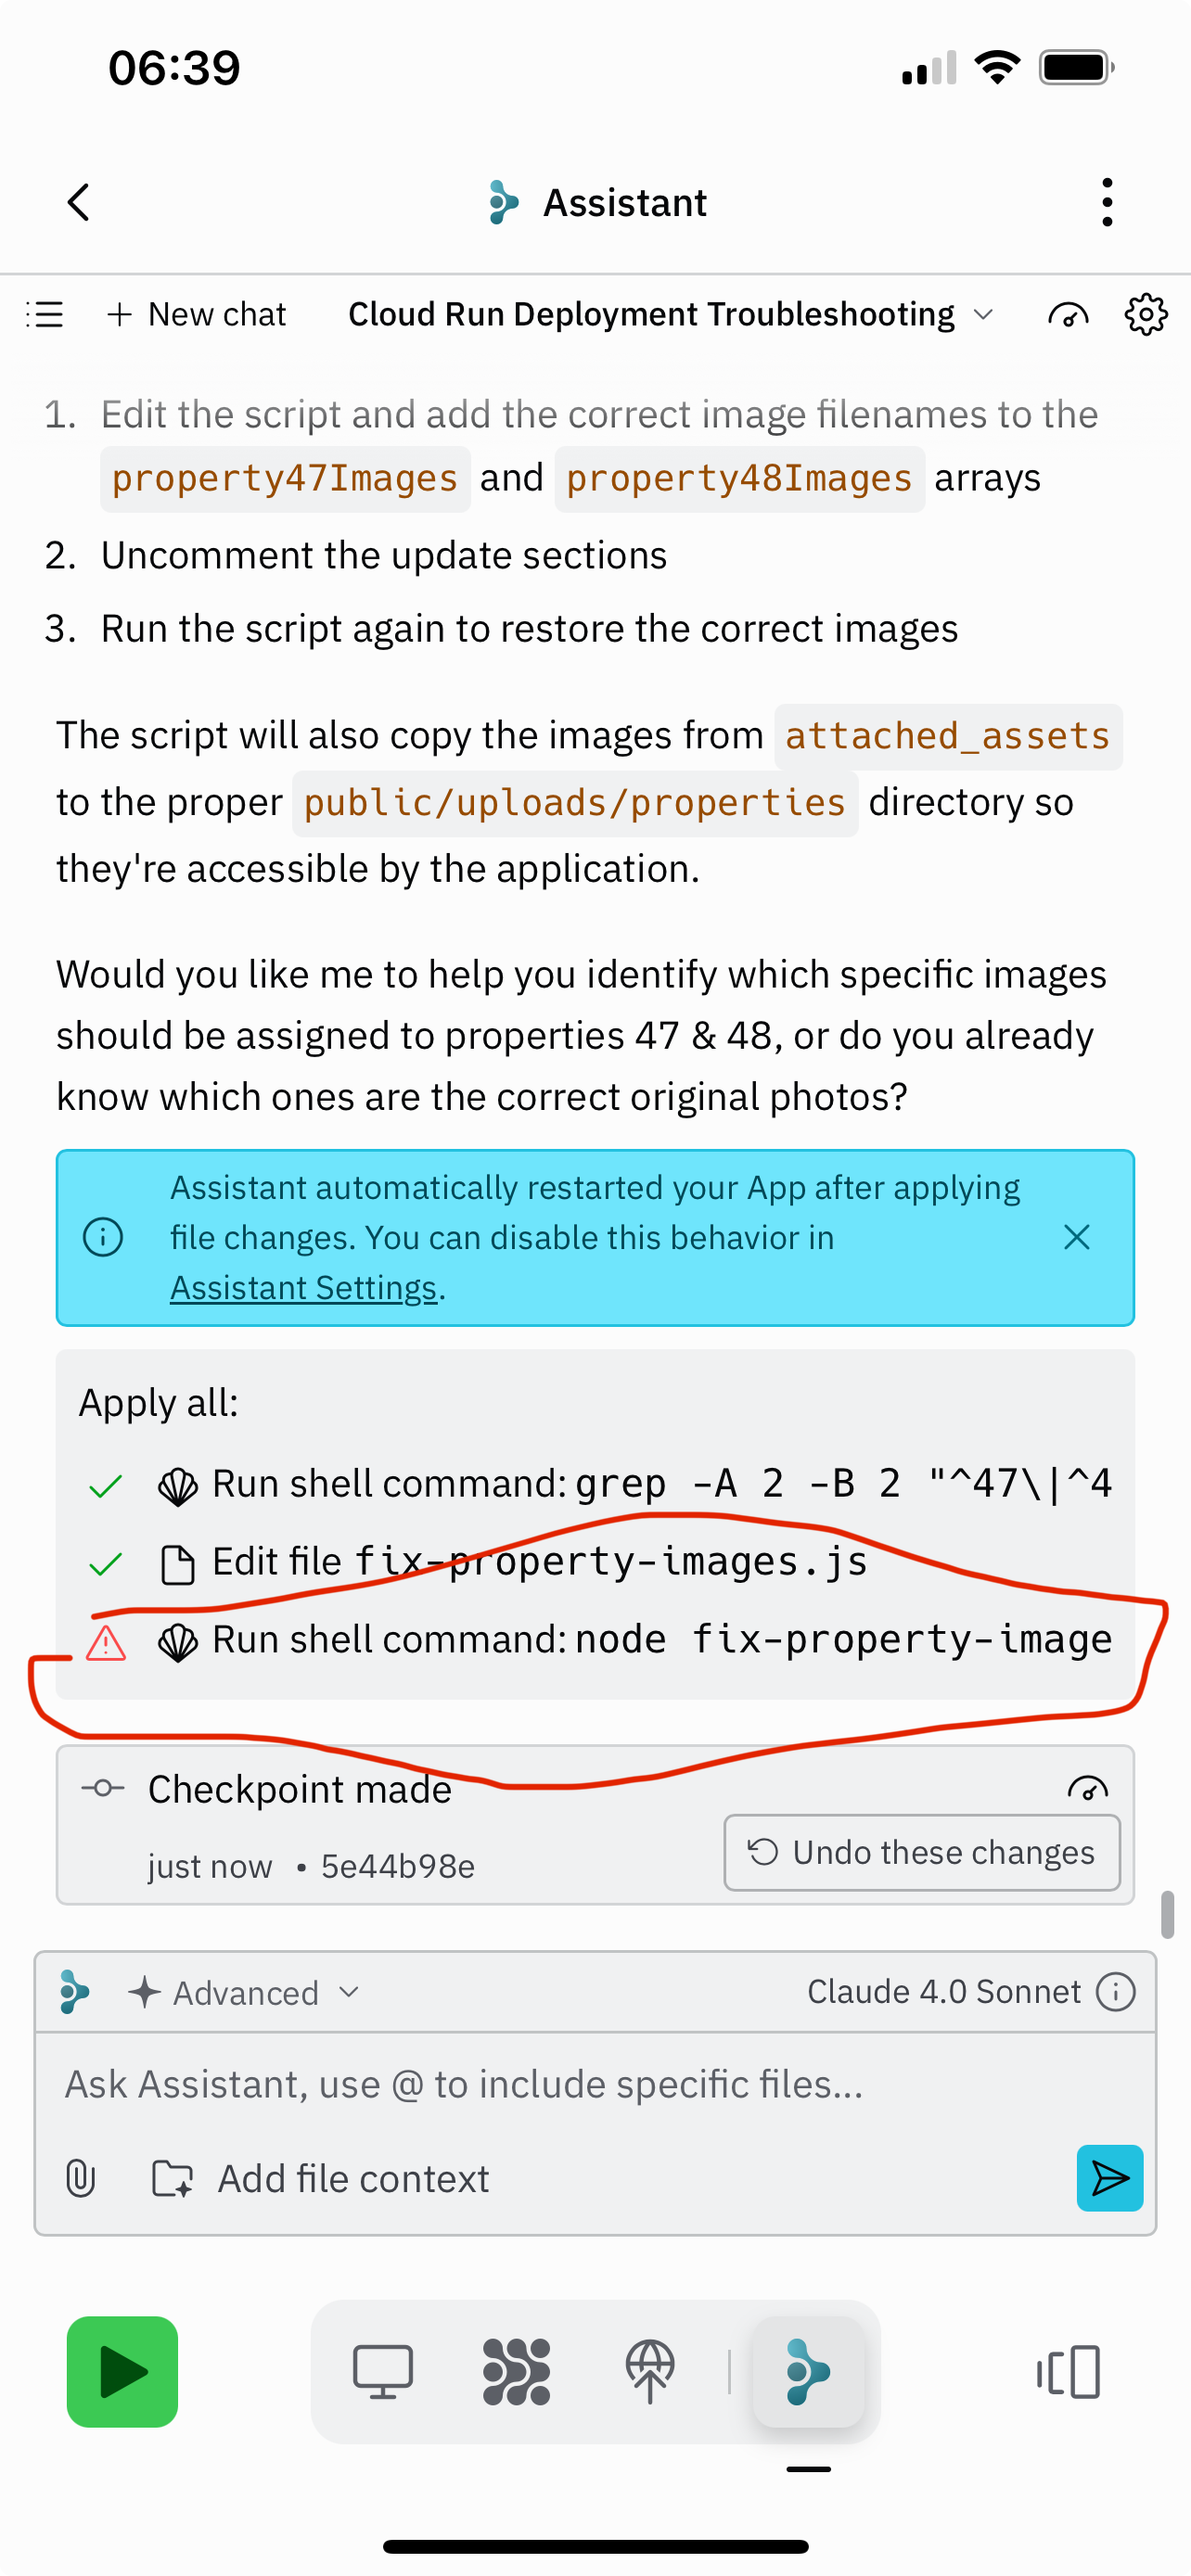 06:39
Assistant
New chat
Cloud Run Deployment Troubleshooting
1. Edit the script and add the correct image filenames to the
property47Images and property48Images arrays
2. Uncomment the update sections
3. Run the script again to restore the correct images
The script will also copy the images from attached_assets
to the proper public/uploads/properties directory so
they're accessible by the application.
Would you like me to help you identify which specific images
should be assigned to properties 47 & 48, or do you already
know which ones are the correct original photos?
Assistant automatically restarted your App after applying
file changes. You can disable this behavior in
Assistant Settings.
Apply all:
Run shell command: grep -A 2 -B 2 "^47\|^4
Edit file fix-property-images.js
Run shell command: node fix-property-image
Checkpoint made
just now • 5e44b98e
Undo these changes
Advanced
Claude 4.0 Sonnet
Ask Assistant, use @ to include specific files...
Add file context